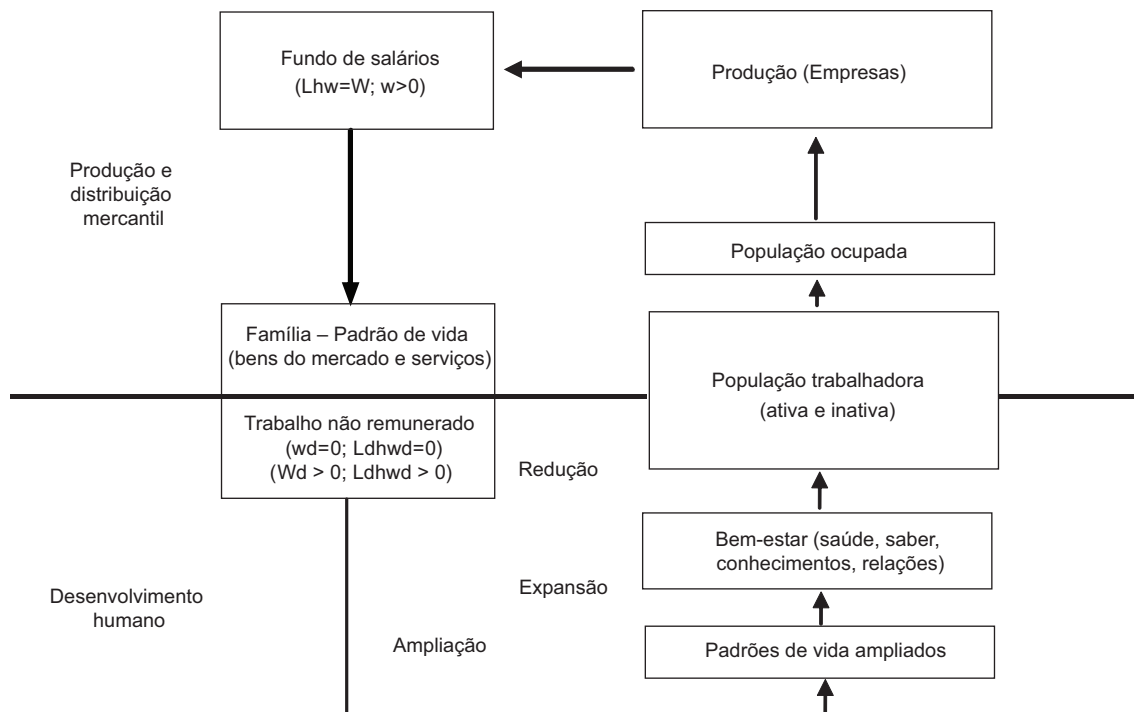 Fundo de salários
(Lhw=W; w>0)
Produção (Empresas)
Produção e
distribuição
mercantil
População ocupada
Família – Padrão de vida
(bens do mercado e serviços)
População trabalhadora
(ativa e inativa)
Trabalho não remunerado
(wd=0; Ldhwd=0)
(Wd > 0; Ldhwd > 0)
Redução
Bem-estar (saúde, saber,
conhecimentos, relações)
Expansão
Desenvolvimento
humano
Ampliação
Padrões de vida ampliados